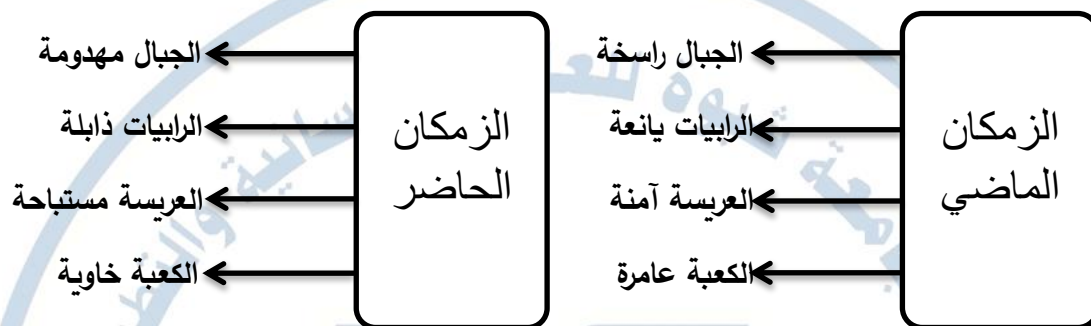 الزمكان
الماضي
الجبال راسخة
الرابيات يانعة
العريسة آمنة
الكعبة عامرة
الزمكان
الحاضر
الجبال مهدومة
الرابيات ذابلة
العريسة مستباحة
الكعبة خاوية